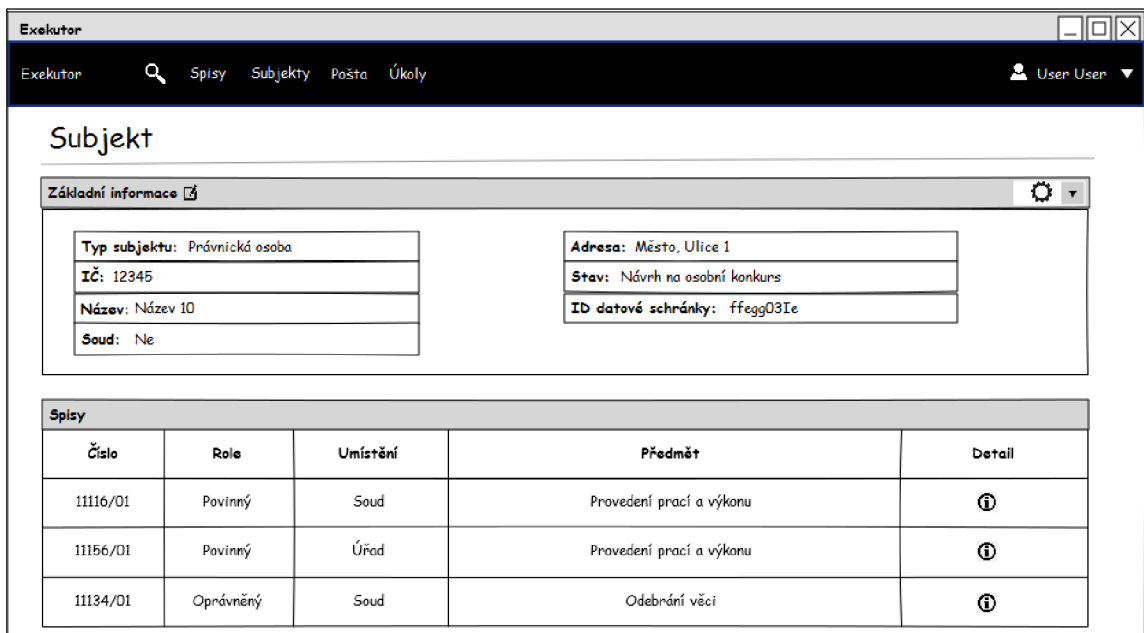 Exekutor
Exekutor Spisy Subjekty Pošta Úkoly User User
Subjekt
Základní informace
Typ subjektu: Právnická osoba Adresa: Město, Ulice 1
IČ: 12345 Stav: Návrh na osobní konkurs
Název: Název 10 ID datové schránky: ffegg03Ie
Soud: Ne
Spisy
Číslo Role Umístění Předmět Detail
11116/01 Povinný Soud Provedení prací a výkonu
11156/01 Povinný Úřad Provedení prací a výkonu
11134/01 Oprávněný Soud Odebrání věci